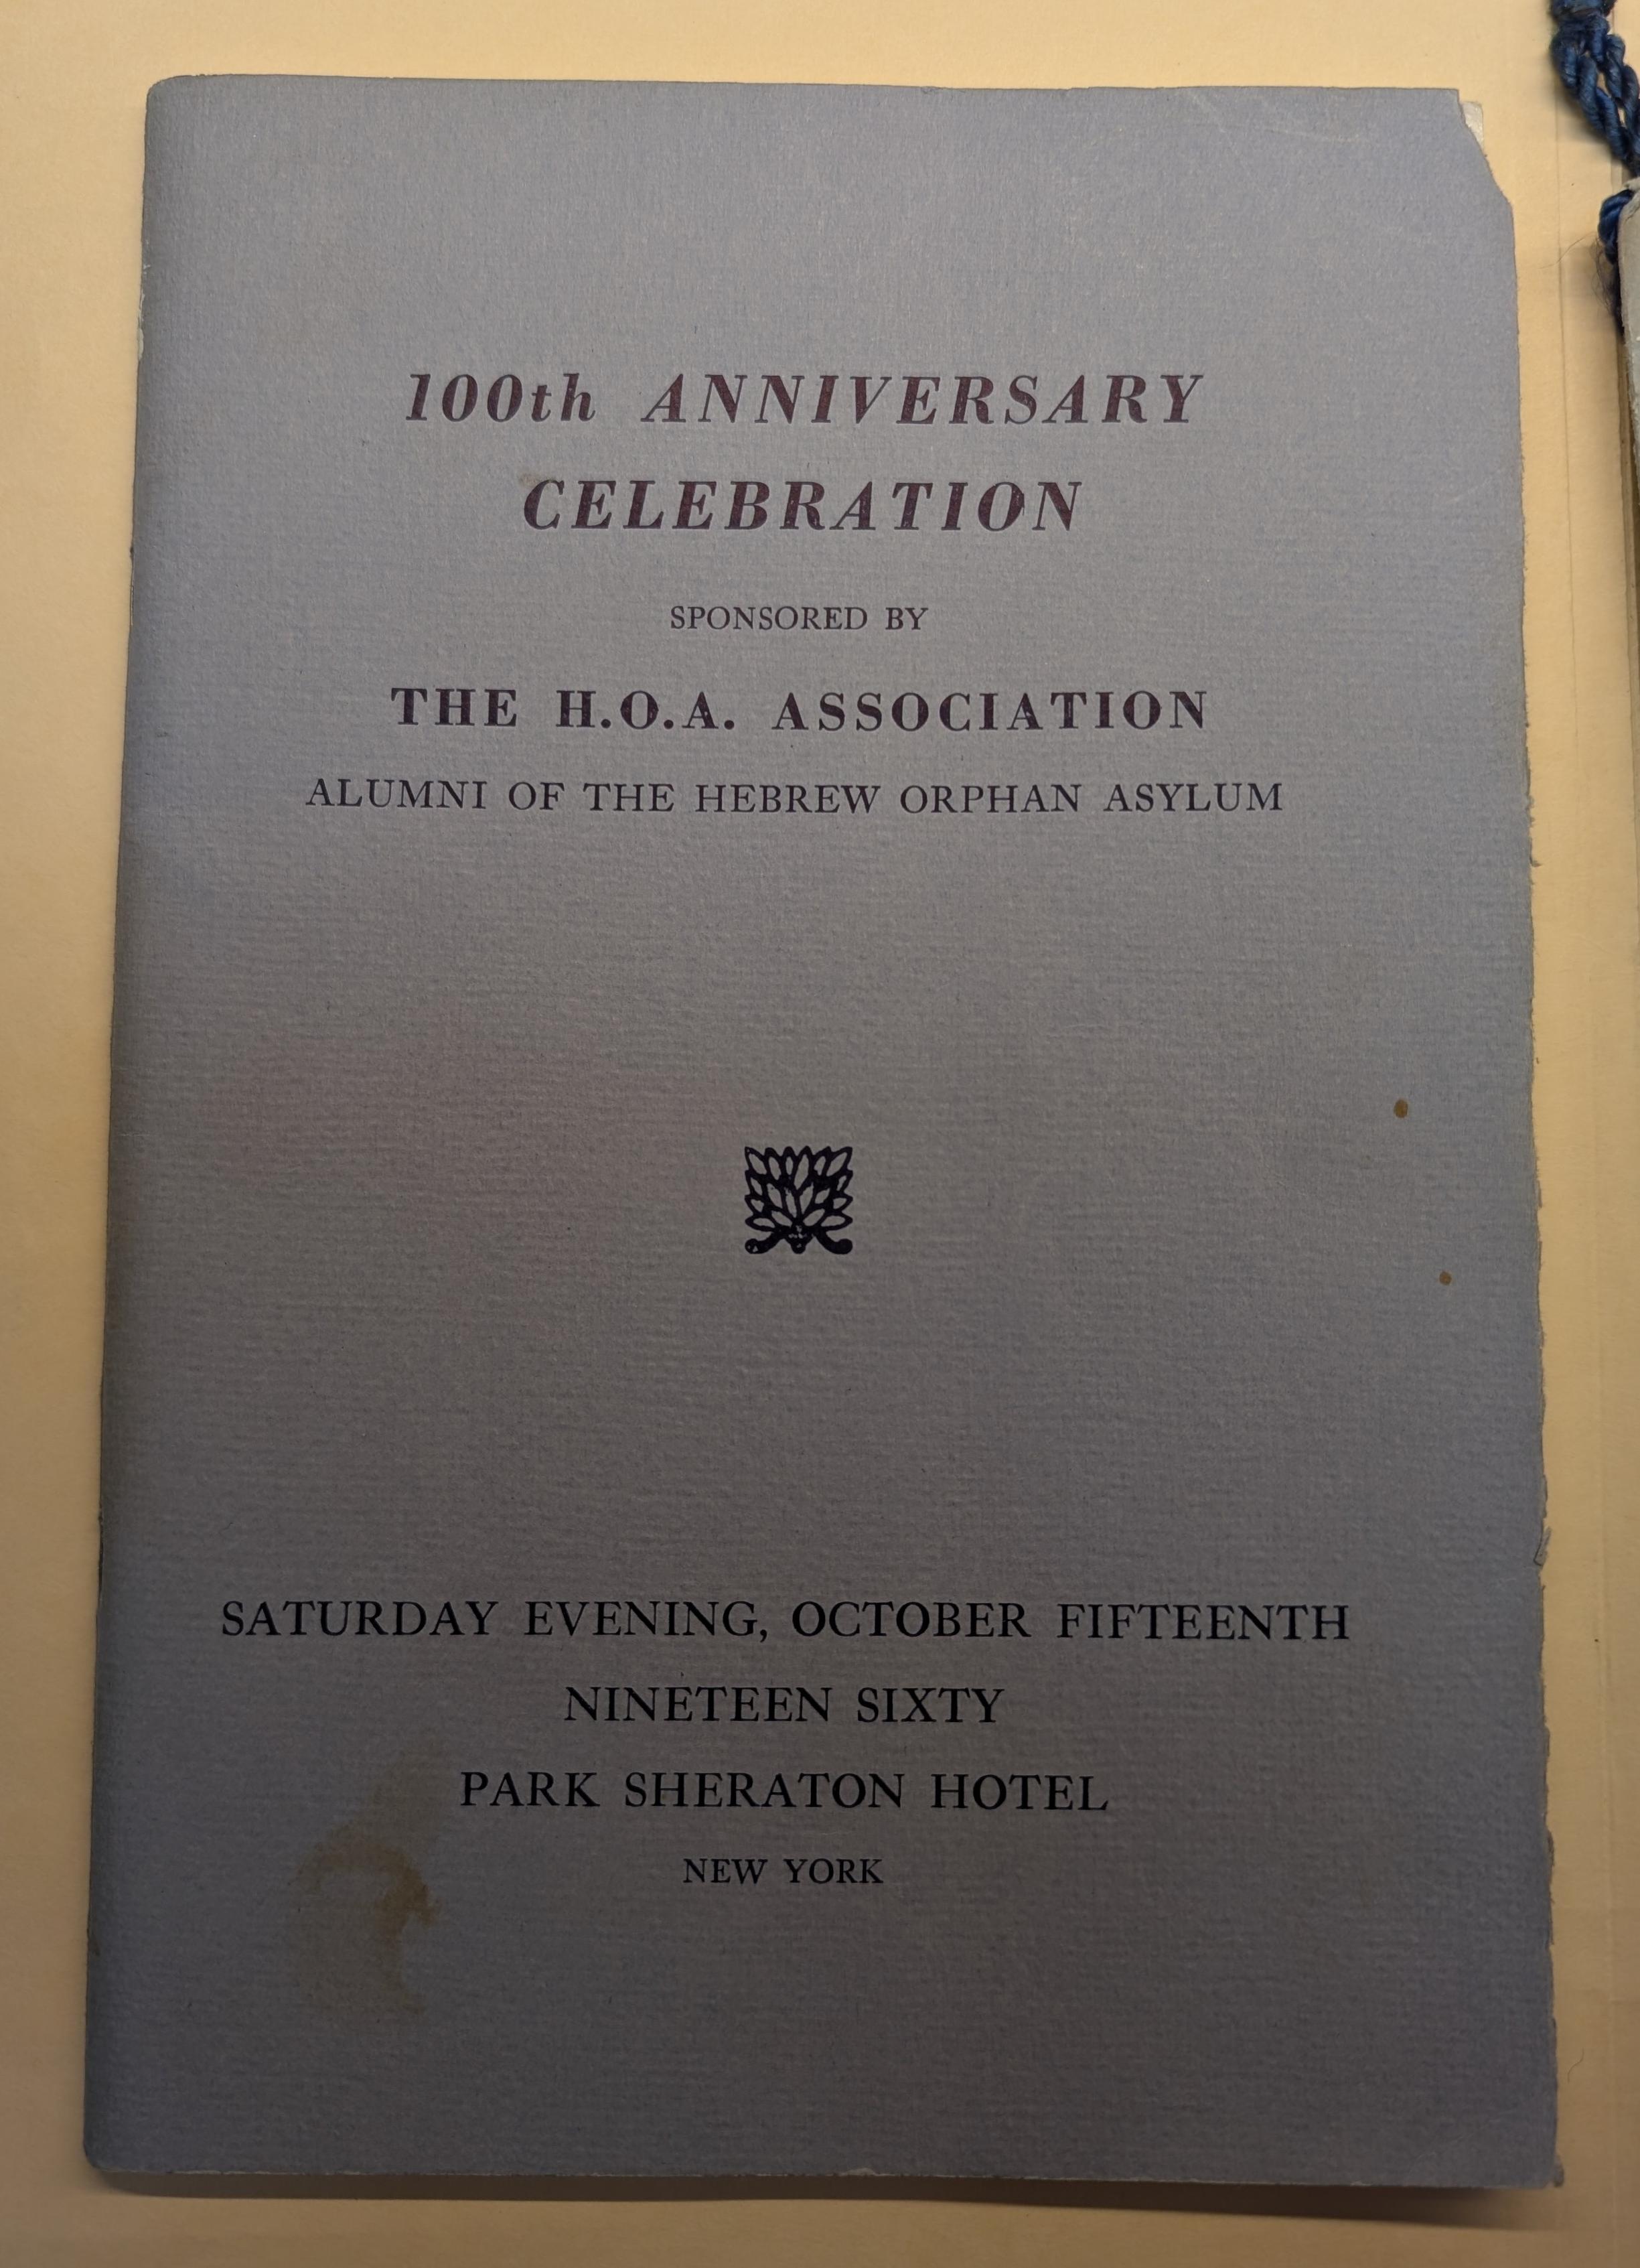 100th ANNIVERSARY
CELEBRATION
SPONSORED BY
THE H.O.A. ASSOCIATION
ALUMNI OF THE HEBREW ORPHAN ASYLUM
SATURDAY EVENING, OCTOBER FIFTEENTH
NINETEEN SIXTY
PARK SHERATON HOTEL
NEW YORK